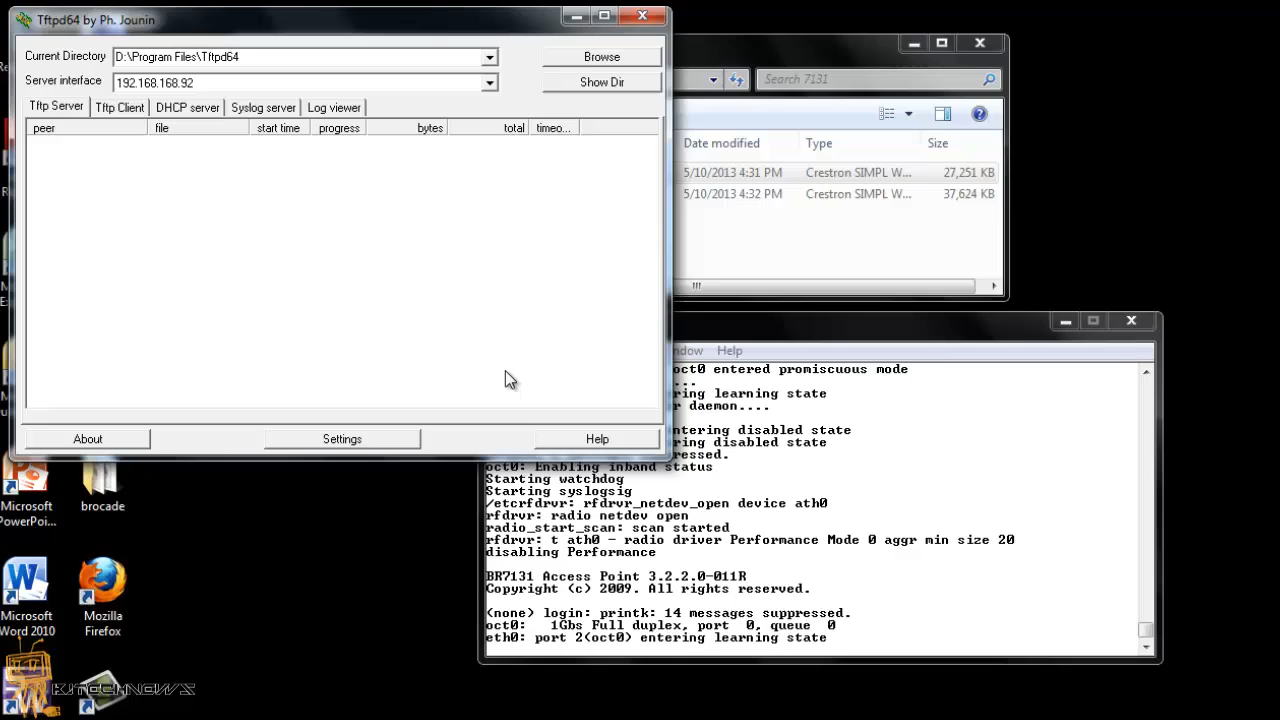 Tftpd64 by Ph. Jounin
Current Directory D:\Program Files\Tftpd64 Browse
Server interface 192.168.168.92 Show Dir
Tftp Server Tftp Client DHCP server Syslog server Log viewer
peer file start time progress bytes total timeo...
About Settings Help
Search 7131
Date modified Type Size
5/10/2013 4:31 PM Crestron SIMPL W... 27,251 KB
5/10/2013 4:32 PM Crestron SIMPL W... 37,624 KB
Help
oct0 entered promiscuous mode
...
ring learning state
r daemon....
ntering disabled state
ring disabled state
pressed.
oct0: Enabling inband status
Starting watchdog
Starting syslogsig
/etcrfdrvr: rfdrvr_netdev_open device ath0
rfdrvr: radio netdev open
radio_start_scan: scan started
rfdrvr: t ath0 - radio driver Performance Mode 0 aggr min size 20
disabling Performance
BR7131 Access Point 3.2.2.0-011R
Copyright (c) 2009. All rights reserved.
(none) login: printk: 14 messages suppressed.
oct0: 1Gbs Full duplex, port 0, queue 0
eth0: port 2(oct0) entering learning state
Microsoft
PowerPoi...
brocade
Microsoft
Word 2010
Mozilla
Firefox